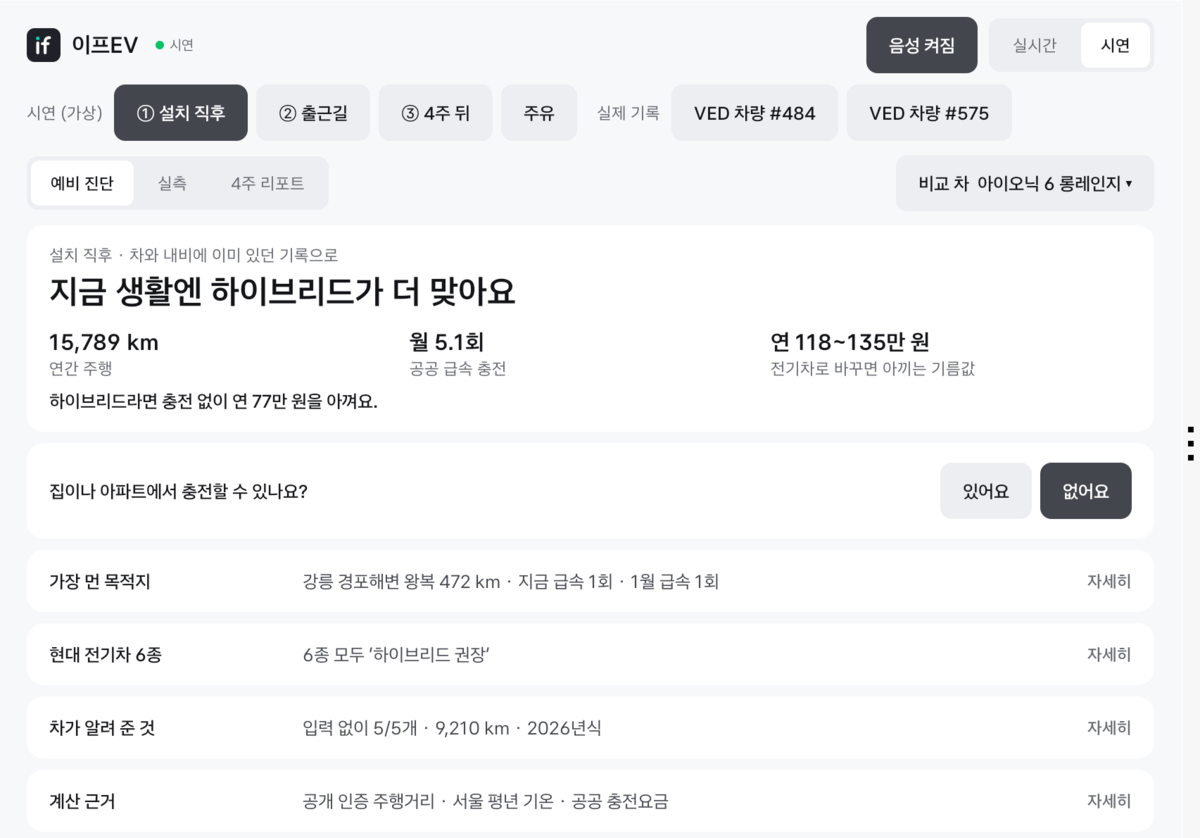 if 이프EV ● 시연 음성 켜짐 실시간 시연
시연 (가상) ① 설치 직후 ② 출근길 ③ 4주 뒤 주유 실제 기록 VED 차량 #484 VED 차량 #575
예비 진단 실측 4주 리포트 비교 차 아이오닉 6 롱레인지 ▾
설치 직후 · 차와 내비에 이미 있던 기록으로
지금 생활엔 하이브리드가 더 맞아요
15,789 km 월 5.1회 연 118~135만 원
연간 주행 공공 급속 충전 전기차로 바꾸면 아끼는 기름값
하이브리드라면 충전 없이 연 77만 원을 아껴요.
집이나 아파트에서 충전할 수 있나요? 있어요 없어요
가장 먼 목적지 강릉 경포해변 왕복 472 km · 지금 급속 1회 · 1월 급속 1회 자세히
현대 전기차 6종 6종 모두 ‘하이브리드 권장’ 자세히
차가 알려 준 것 입력 없이 5/5개 · 9,210 km · 2026년식 자세히
계산 근거 공개 인증 주행거리 · 서울 평년 기온 · 공공 충전요금 자세히